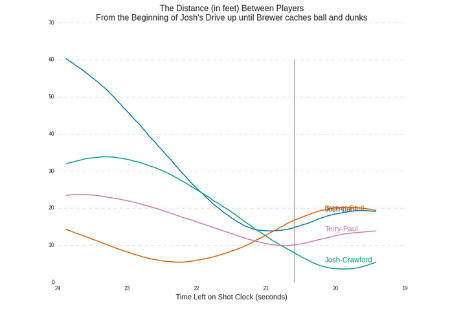 The Distance (in feet) Between Players
From the Beginning of Josh's Drive up until Brewer caches ball and dunks
70
60
50
40
30
20
10
0
Terry-Paul
Josh-Crawford
24
23
22
21
20
19
Time Left on Shot Clock (seconds)